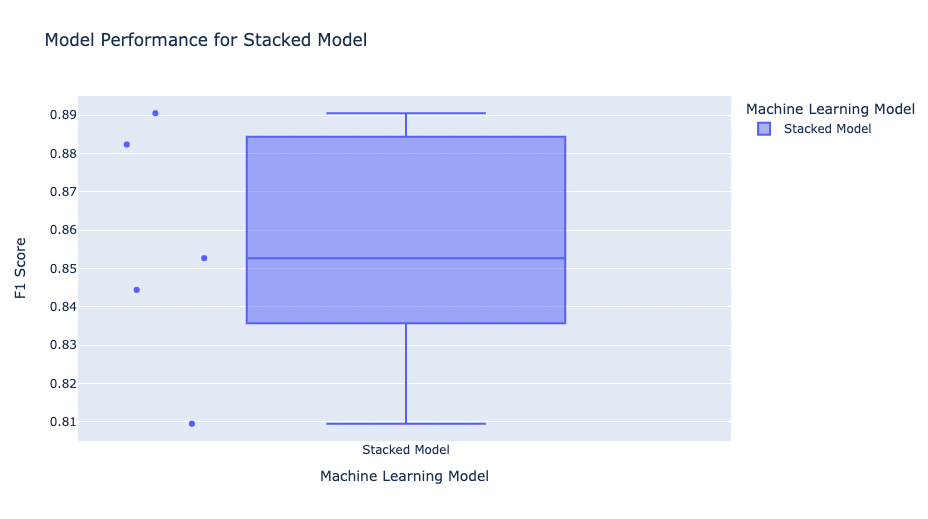 Model Performance for Stacked Model
Machine Learning Model
Stacked Model
F1 Score
0.89
0.88
0.87
0.86
0.85
0.84
0.83
0.82
0.81
Stacked Model
Machine Learning Model